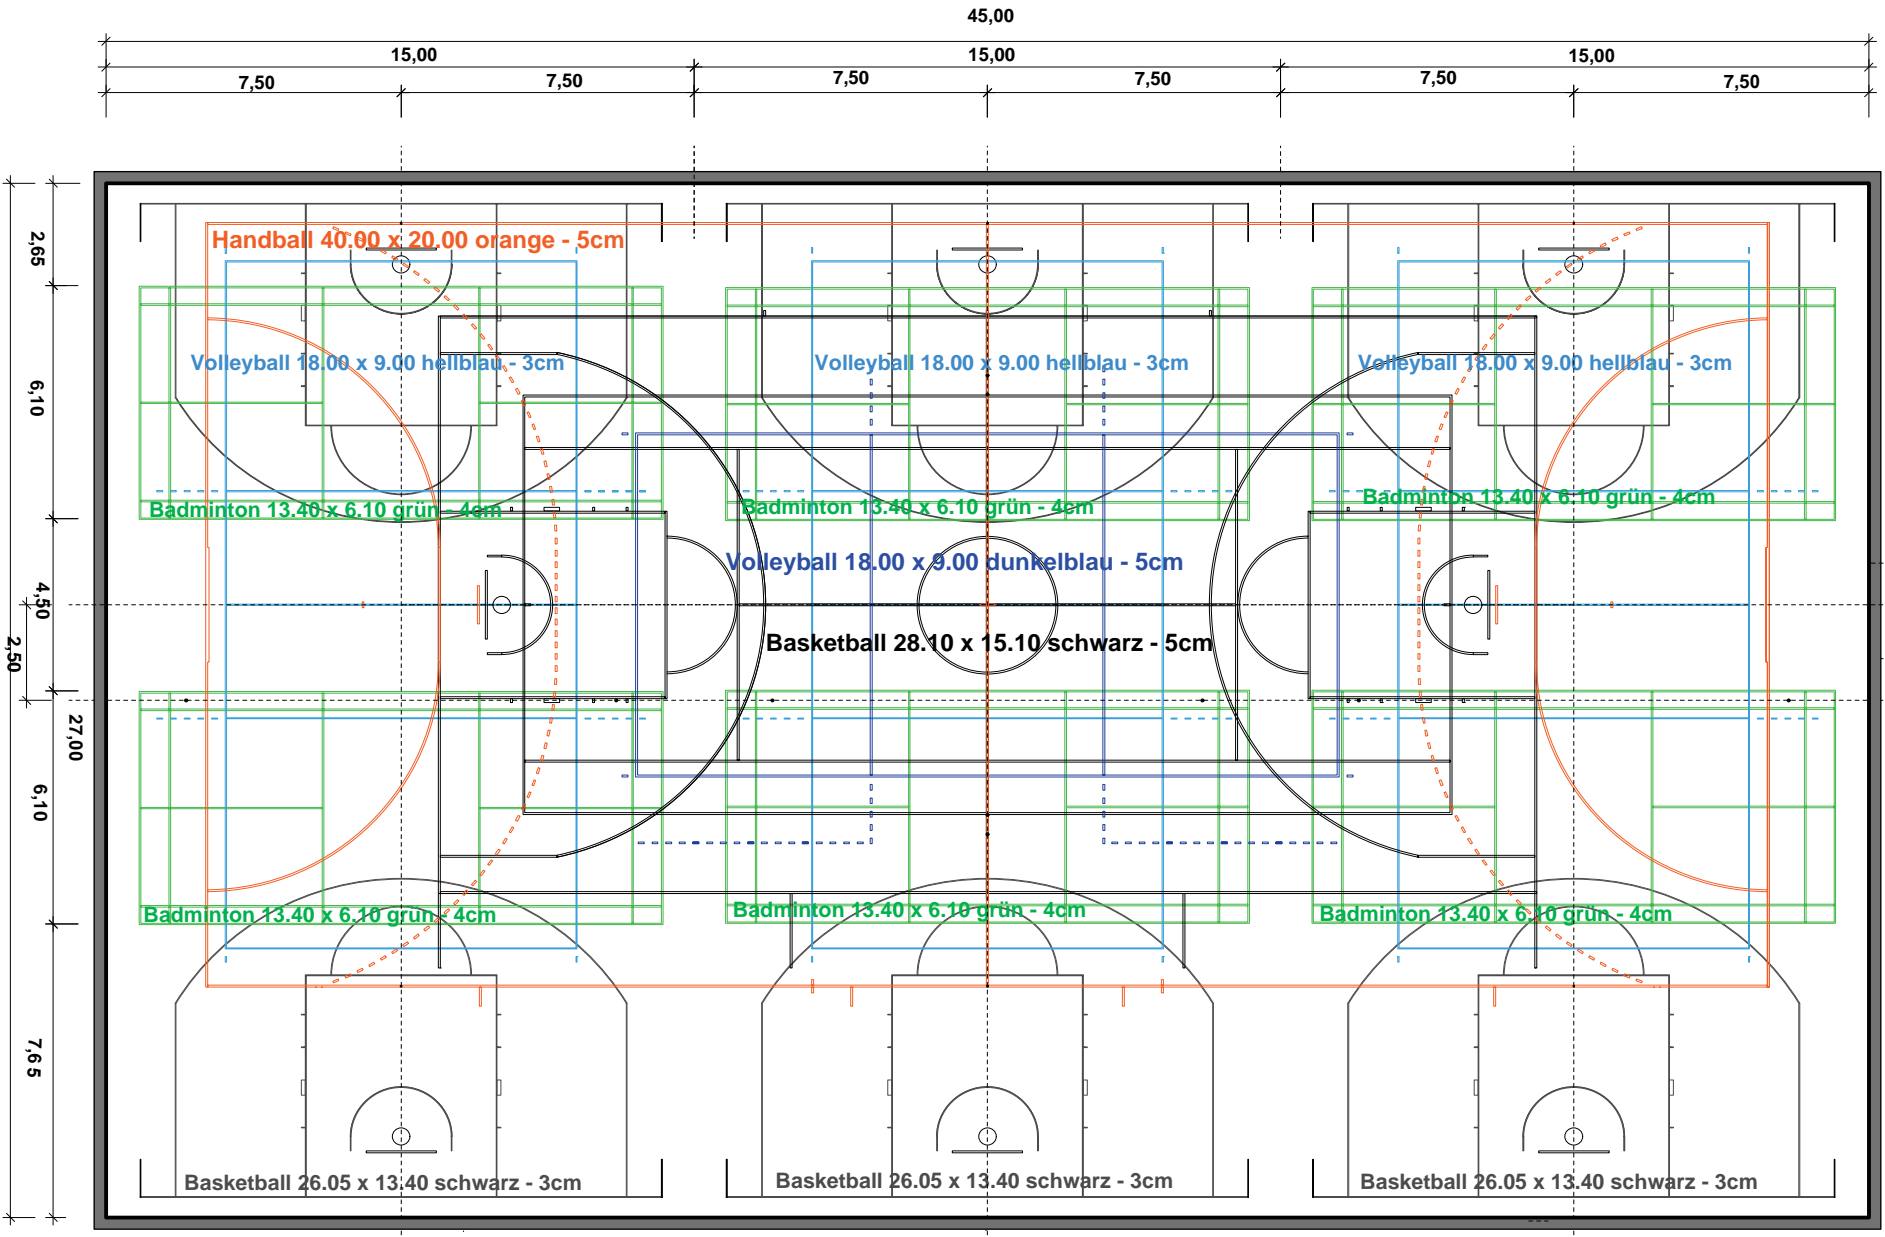 45,00
15,00 15,00 15,00
7,50 7,50 7,50 7,50 7,50 7,50
2,65
Handball 40.00 x 20.00 orange - 5cm
Volleyball 18.00 x 9.00 hellblau - 3cm Volleyball 18.00 x 9.00 hellblau - 3cm Volleyball 18.00 x 9.00 hellblau - 3cm
6,10
Badminton 13.40 x 6.10 grün - 4cm Badminton 13.40 x 6.10 grün - 4cm Badminton 13.40 x 6.10 grün - 4cm
Volleyball 18.00 x 9.00 dunkelblau - 5cm
4,50
2,50
Basketball 28.10 x 15.10 schwarz - 5cm
27,00
6,10
Badminton 13.40 x 6.10 grün - 4cm Badminton 13.40 x 6.10 grün - 4cm Badminton 13.40 x 6.10 grün - 4cm
7,6 5
Basketball 26.05 x 13.40 schwarz - 3cm Basketball 26.05 x 13.40 schwarz - 3cm Basketball 26.05 x 13.40 schwarz - 3cm